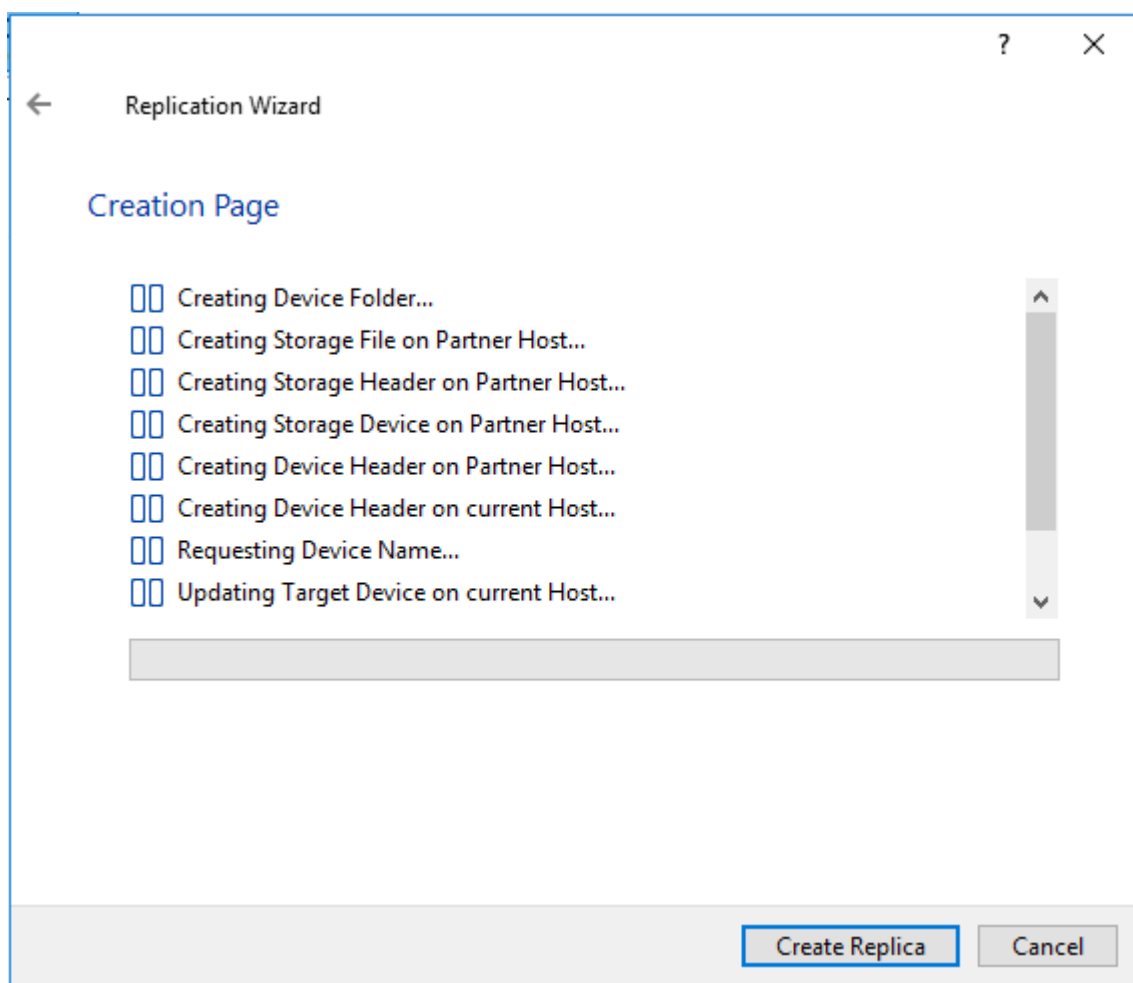 ?
Replication Wizard
Creation Page
Creating Device Folder...
Creating Storage File on Partner Host...
Creating Storage Header on Partner Host...
Creating Storage Device on Partner Host...
Creating Device Header on Partner Host...
Creating Device Header on current Host...
Requesting Device Name...
Updating Target Device on current Host...
Create Replica
Cancel